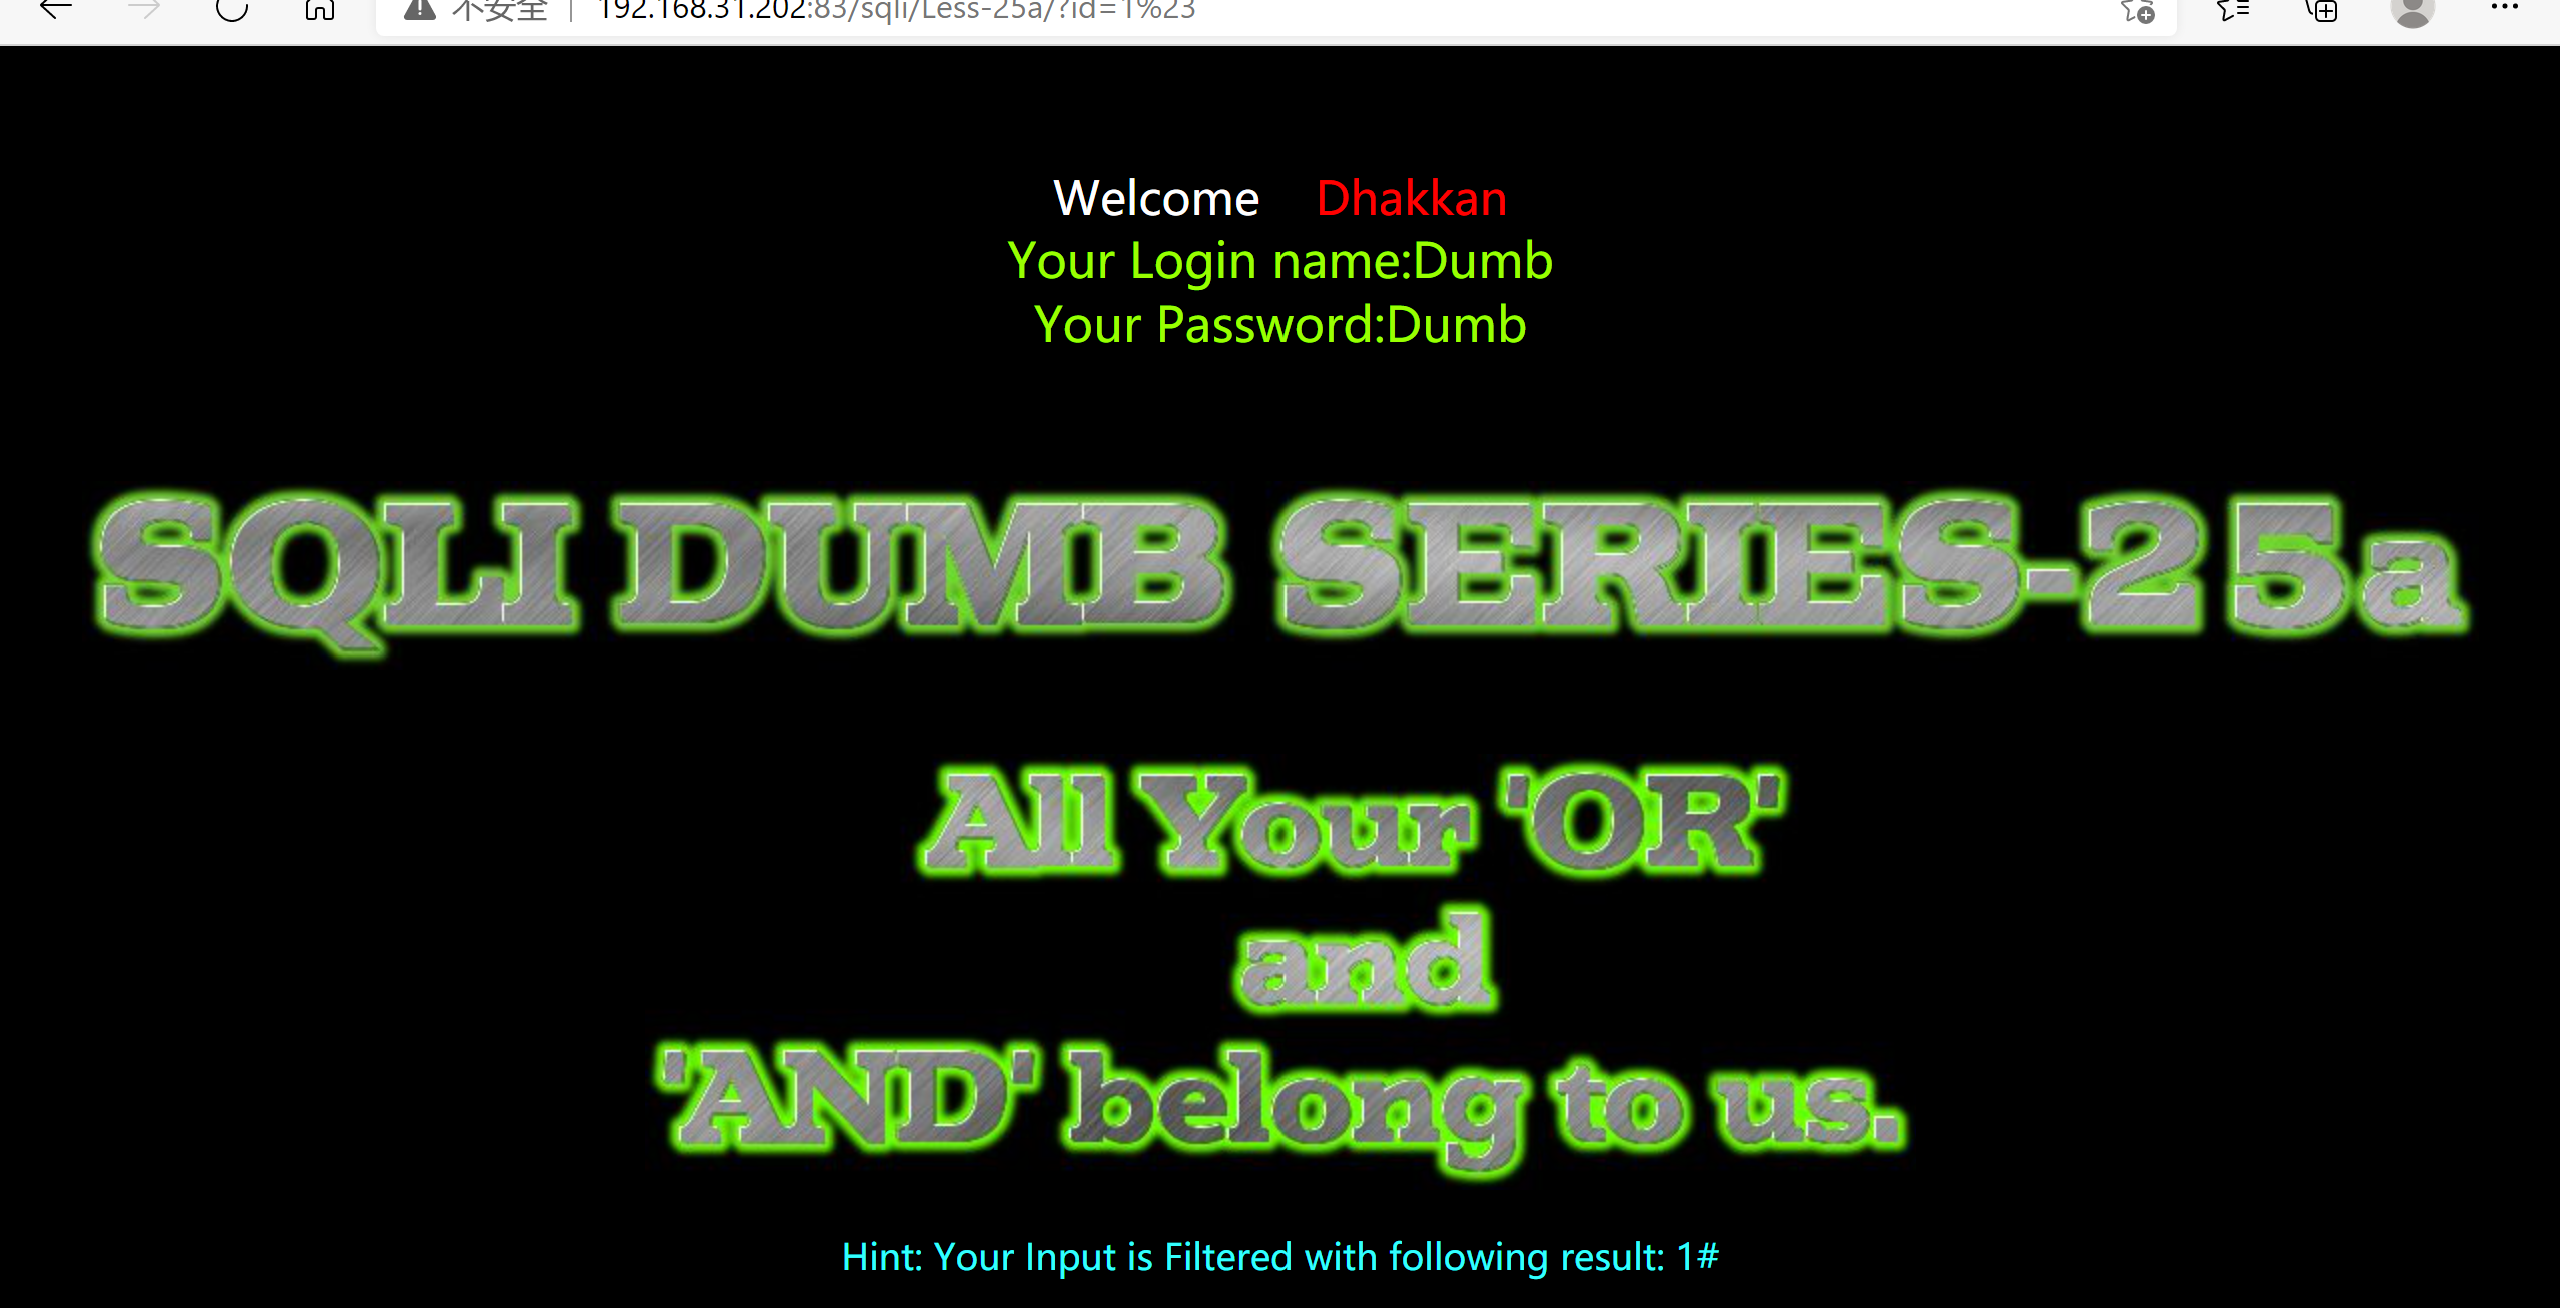 不安全 | 192.168.31.202:83/sqli/Less-25a/?id=1%23
Welcome Dhakkan
Your Login name:Dumb
Your Password:Dumb
SQLI DUMB SERIES-25a
All Your 'OR'
and
'AND' belong to us.
Hint: Your Input is Filtered with following result: 1#